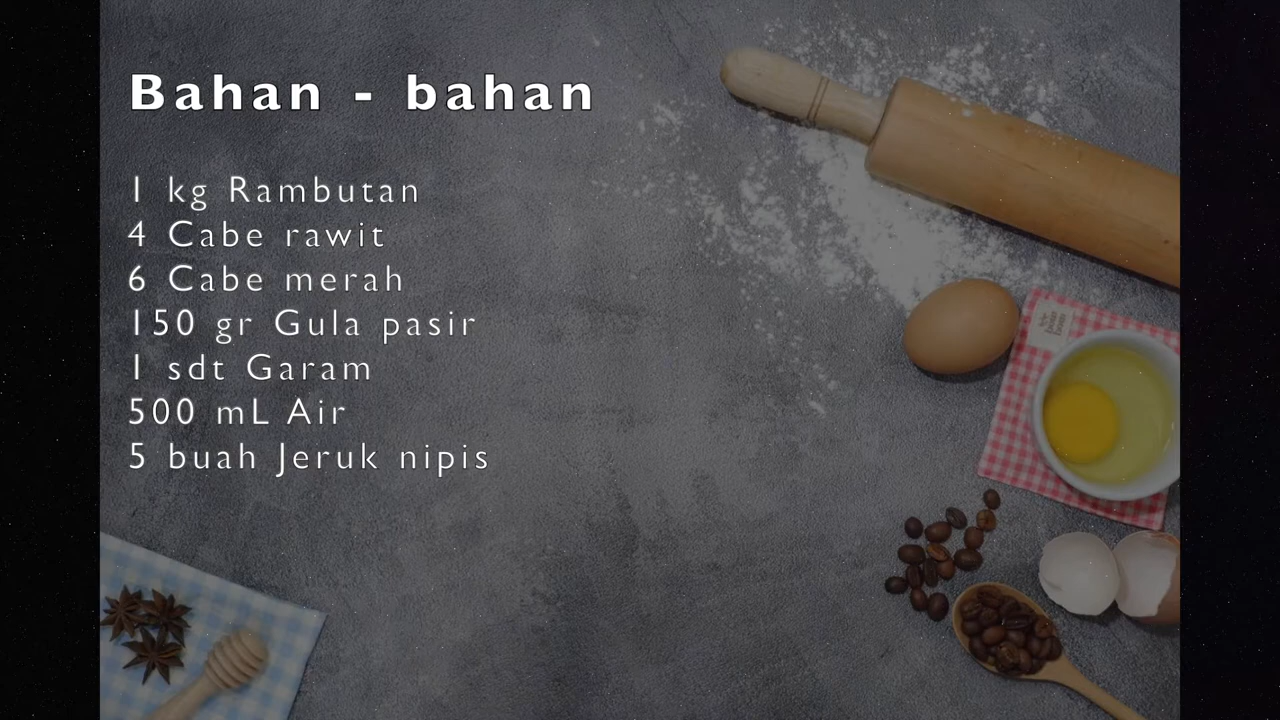 Bahan - bahan
1 kg Rambutan
4 Cabe rawit
6 Cabe merah
150 gr Gula pasir
1 sdt Garam
500 mL Air
5 buah Jeruk nipis